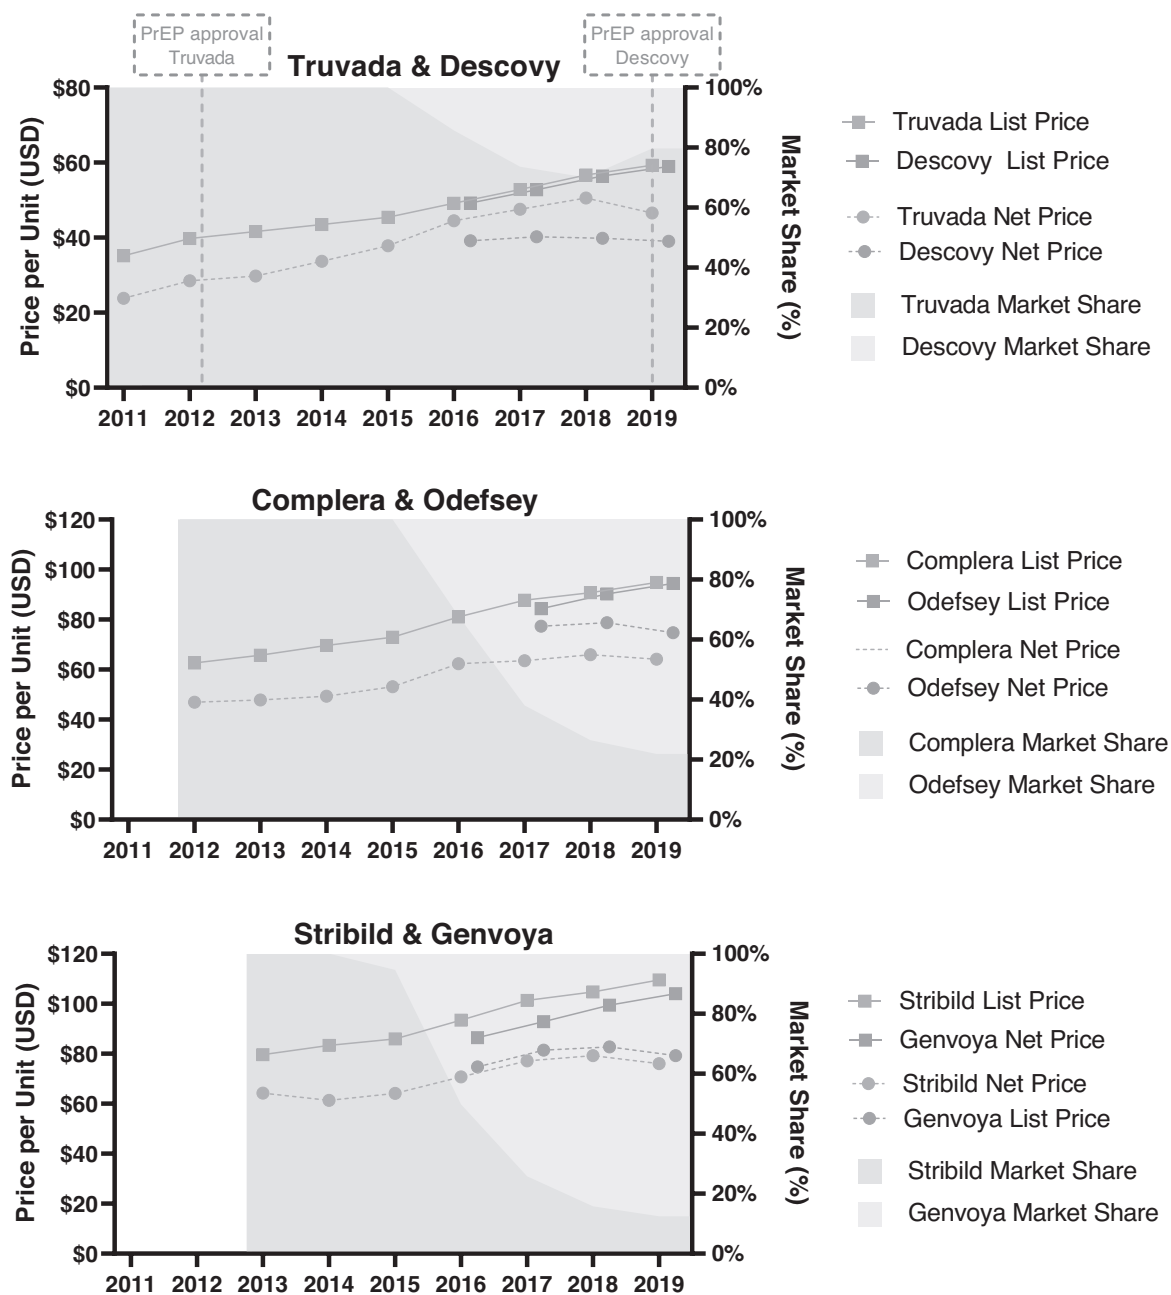 PrEP approval
Truvada
PrEP approval
Descovy
Truvada & Descovy
$80
$60
$40
$20
$0
Price per Unit (USD)
100%
80%
60%
40%
20%
0%
Market Share (%)
2011 2012 2013 2014 2015 2016 2017 2018 2019
Truvada List Price
Descovy List Price
Truvada Net Price
Descovy Net Price
Truvada Market Share
Descovy Market Share
Complera & Odefsey
$120
$100
$80
$60
$40
$20
$0
Price per Unit (USD)
100%
80%
60%
40%
20%
0%
Market Share (%)
2011 2012 2013 2014 2015 2016 2017 2018 2019
Complera List Price
Odefsey List Price
Complera Net Price
Odefsey Net Price
Complera Market Share
Odefsey Market Share
Stribild & Genvoya
$120
$100
$80
$60
$40
$20
$0
Price per Unit (USD)
100%
80%
60%
40%
20%
0%
Market Share (%)
2011 2012 2013 2014 2015 2016 2017 2018 2019
Stribild List Price
Genvoya Net Price
Stribild Net Price
Genvoya List Price
Stribild Market Share
Genvoya Market Share